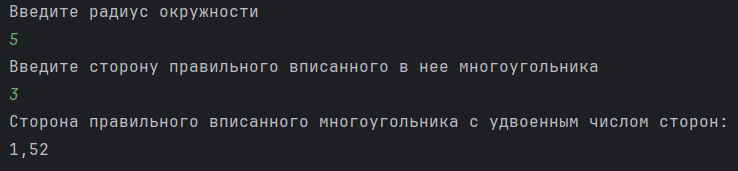 Введите радиус окружности
5
Введите сторону правильного вписанного в нее многоугольника
3
Сторона правильного вписанного многоугольника с удвоенным числом сторон:
1,52